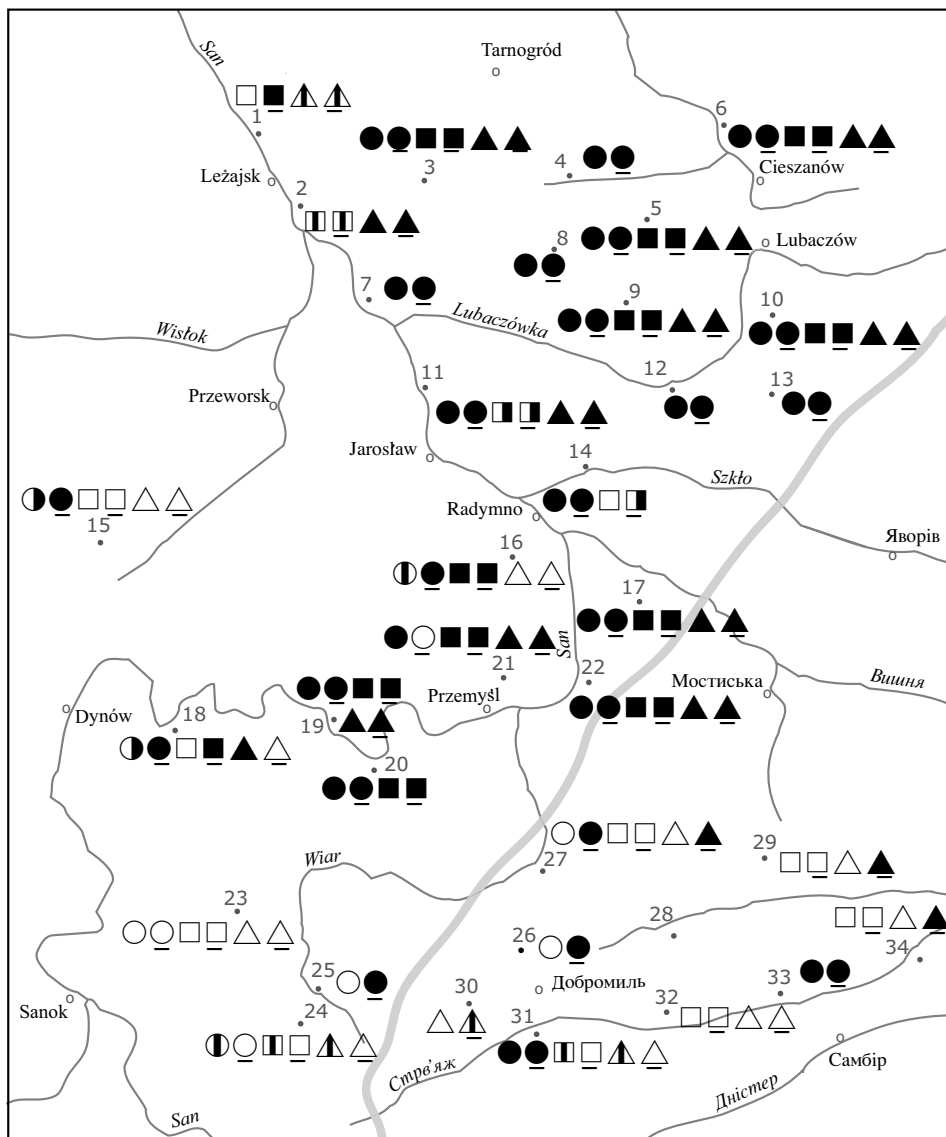 San
Tarnogród
1
6
3
4
Cieszanów
Leżajsk
2
5
8
Lubaczów
7
9
10
Wisłok
Lubaczówka
11
12
13
Przeworsk
Jarosław
14
Szkło
Radymno
15
16
Яворів
17
San
21
22
Мостиська
Вишня
Przemyśl
Dynów
18
19
20
Wiar
27
29
23
28
26
34
25
Добромиль
33
Sanok
24
30
32
31
Стрв'яж
Самбір
San
Дністер